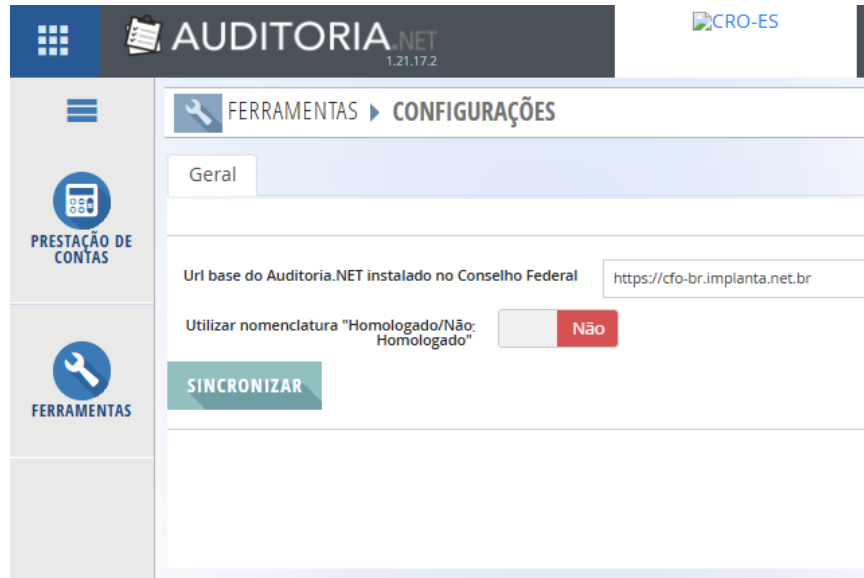 AUDITORIA.NET
1.21.17.2
CRO-ES
FERRAMENTAS CONFIGURAÇÕES
Geral
PRESTAÇÃO DE
CONTAS
Url base do Auditoria.NET instalado no Conselho Federal
https://cfo-br.implanta.net.br
Utilizar nomenclatura "Homologado/Não:
Homologado"
Não
SINCRONIZAR
FERRAMENTAS